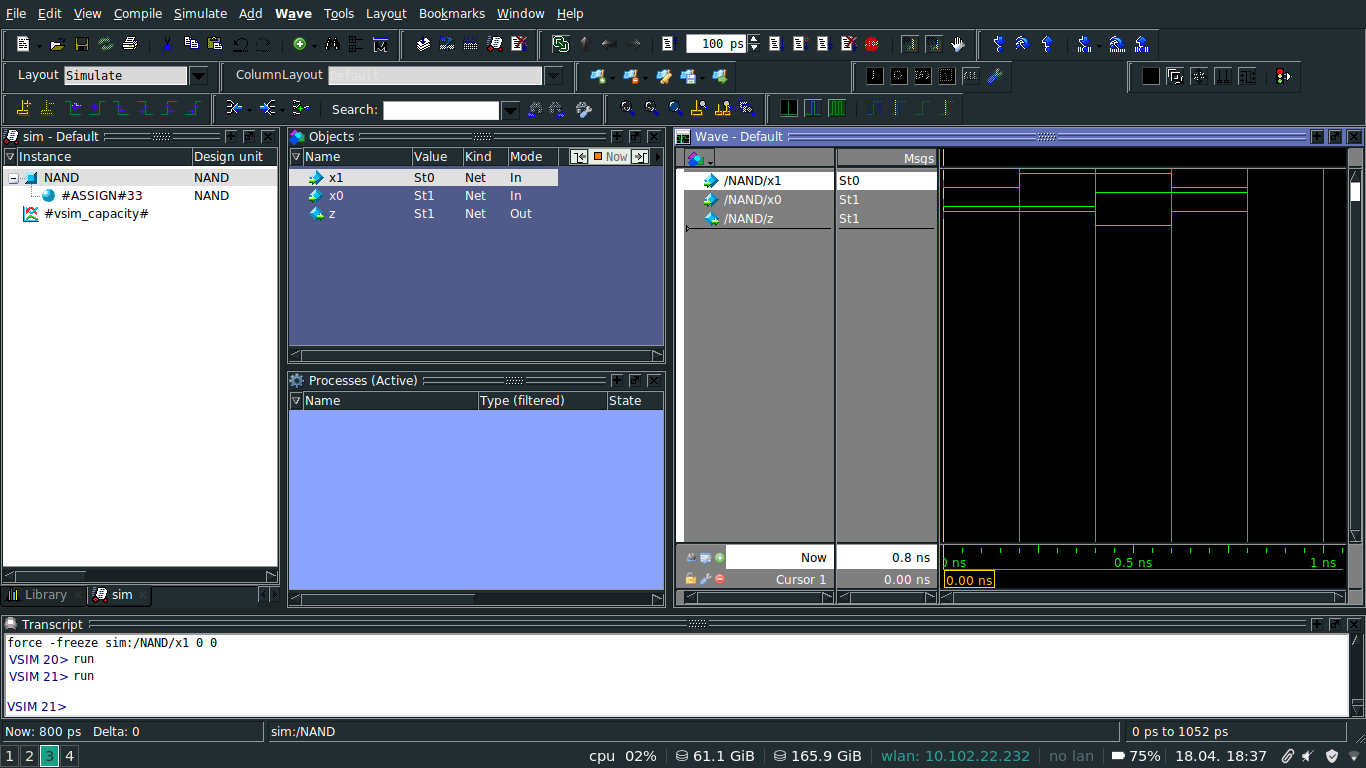 File Edit View Compile Simulate Add Wave Tools Layout Bookmarks Window Help
100 ps
Layout Simulate ColumnLayout Default
Search:
sim - Default
Instance Design unit
NAND NAND
#ASSIGN#33 NAND
#vsim_capacity#
Library sim
Objects
Name Value Kind Mode Now
x1 St0 Net In
x0 St1 Net In
z St1 Net Out
Processes (Active)
Name Type (filtered) State
Wave - Default
Msgs
/NAND/x1 St0
/NAND/x0 St1
/NAND/z St1
Now 0.8 ns
Cursor 1 0.00 ns
0.5 ns 1 ns
0.00 ns
Transcript
force -freeze sim:/NAND/x1 0 0
VSIM 20> run
VSIM 21> run
VSIM 21>
Now: 800 ps Delta: 0 sim:/NAND 0 ps to 1052 ps
1 2 3 4 cpu 02% 61.1 GiB 165.9 GiB wlan: 10.102.22.232 no lan 75% 18.04. 18:37